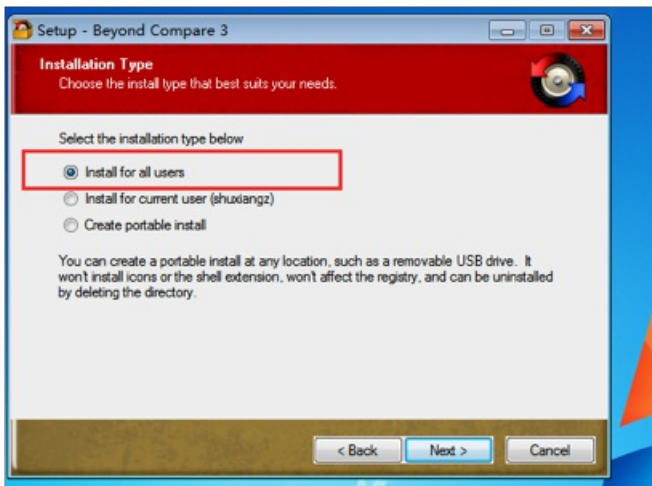 Setup - Beyond Compare 3
Installation Type
Choose the install type that best suits your needs.
Select the installation type below
Install for all users
Install for current user (shuxiangz)
Create portable install
You can create a portable install at any location, such as a removable USB drive. It
won't install icons or the shell extension, won't affect the registry, and can be uninstalled
by deleting the directory.
< Back
Next >
Cancel